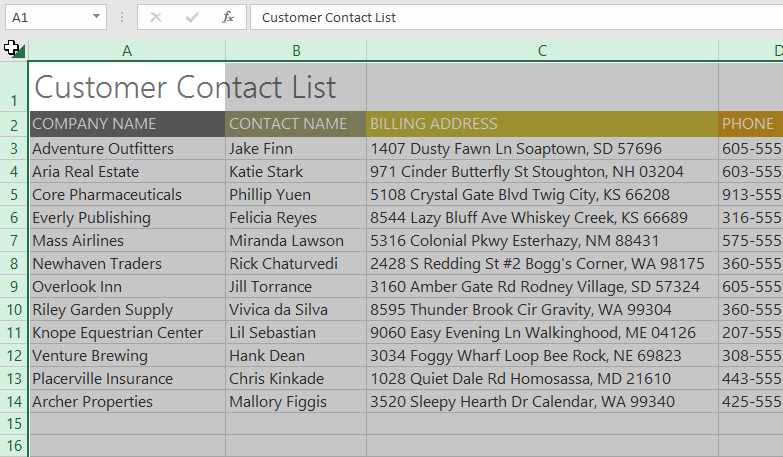 A1 fx Customer Contact List
A B C D
1 Customer Contact List
2 COMPANY NAME CONTACT NAME BILLING ADDRESS PHONE
3 Adventure Outfitters Jake Finn 1407 Dusty Fawn Ln Soaptown, SD 57696 605-555
4 Aria Real Estate Katie Stark 971 Cinder Butterfly St Stoughton, NH 03204 603-555
5 Core Pharmaceuticals Phillip Yuen 5108 Crystal Gate Blvd Twig City, KS 66208 913-555
6 Everly Publishing Felicia Reyes 8544 Lazy Bluff Ave Whiskey Creek, KS 66689 316-555
7 Mass Airlines Miranda Lawson 5316 Colonial Pkwy Esterhazy, NM 88431 575-555
8 Newhaven Traders Rick Chaturvedi 2428 S Redding St #2 Bogg's Corner, WA 98175 360-555
9 Overlook Inn Jill Torrance 3160 Amber Gate Rd Rodney Village, SD 57324 605-555
10 Riley Garden Supply Vivica da Silva 8595 Thunder Brook Cir Gravity, WA 99304 360-555
11 Knope Equestrian Center Lil Sebastian 9060 Easy Evening Ln Walkinghood, ME 04126 207-555
12 Venture Brewing Hank Dean 3034 Foggy Wharf Loop Bee Rock, NE 69823 308-555
13 Placerville Insurance Chris Kinkade 1028 Quiet Dale Rd Homosassa, MD 21610 443-555
14 Archer Properties Mallory Figgis 3520 Sleepy Hearth Dr Calendar, WA 99340 425-555
15
16